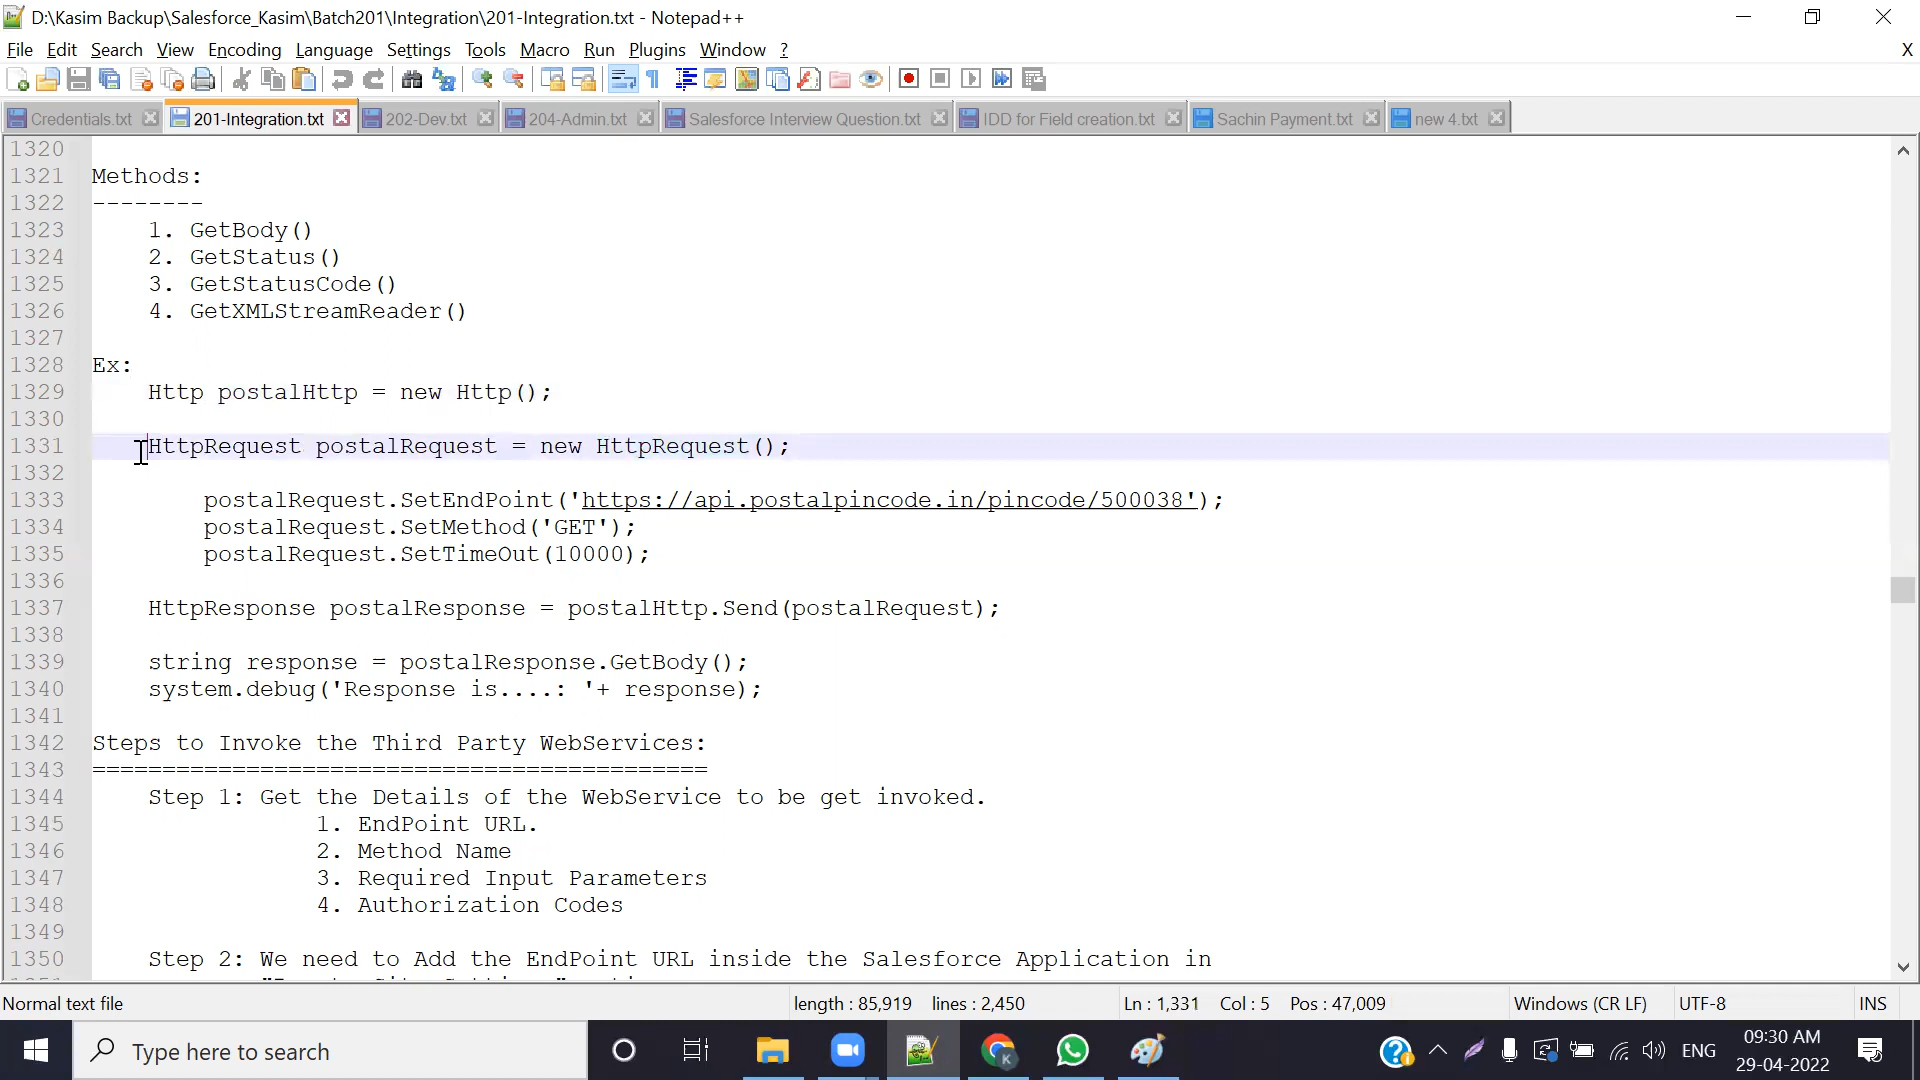 D:\Kasim Backup\Salesforce_Kasim\Batch201\Integration\201-Integration.txt - Notepad++
File Edit Search View Encoding Language Settings Tools Macro Run Plugins Window ? X
Credentials.txt 201-Integration.txt 202-Dev.txt 204-Admin.txt Salesforce Interview Question.txt IDD for Field creation.txt Sachin Payment.txt new 4.txt
1320
1321 Methods:
1322 --------
1323 1. GetBody()
1324 2. GetStatus()
1325 3. GetStatusCode()
1326 4. GetXMLStreamReader()
1327
1328 Ex:
1329 Http postalHttp = new Http();
1330
1331 HttpRequest postalRequest = new HttpRequest();
1332
1333 postalRequest.SetEndPoint('https://api.postalpincode.in/pincode/500038');
1334 postalRequest.SetMethod('GET');
1335 postalRequest.SetTimeOut(10000);
1336
1337 HttpResponse postalResponse = postalHttp.Send(postalRequest);
1338
1339 string response = postalResponse.GetBody();
1340 system.debug('Response is....: '+ response);
1341
1342 Steps to Invoke the Third Party WebServices:
1343 ============================================
1344 Step 1: Get the Details of the WebService to be get invoked.
1345 1. EndPoint URL.
1346 2. Method Name
1347 3. Required Input Parameters
1348 4. Authorization Codes
1349
1350 Step 2: We need to Add the EndPoint URL inside the Salesforce Application in
Normal text file length : 85,919 lines : 2,450 Ln : 1,331 Col : 5 Pos : 47,009 Windows (CR LF) UTF-8 INS
Type here to search ENG 09:30 AM
29-04-2022